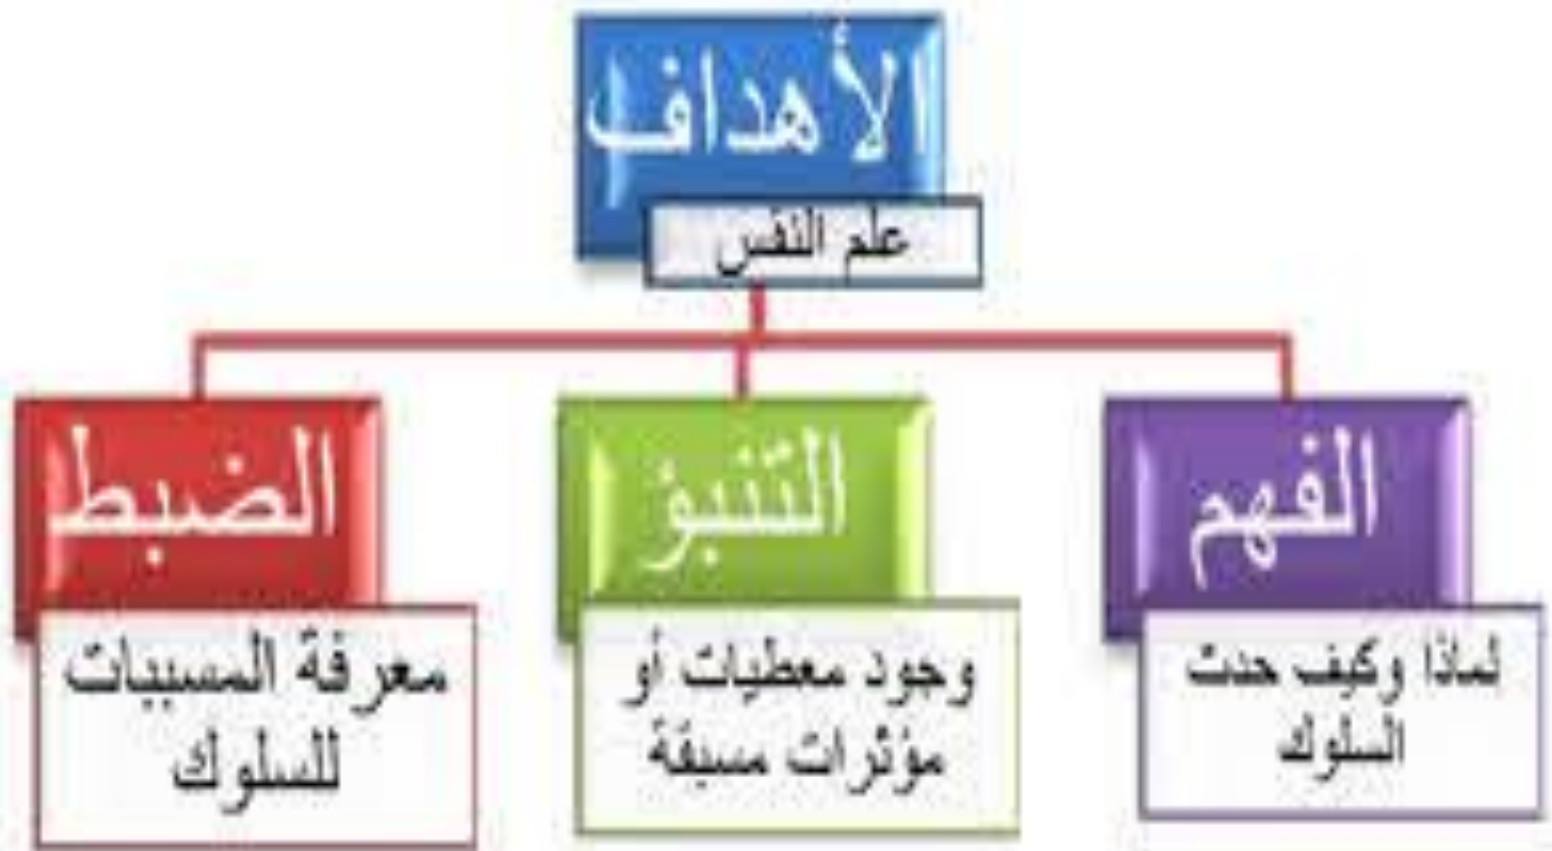 الأهداف
علم النفس
الفهم
لماذا وكيف حدث
السلوك
التنبؤ
وجود معطيات أو
مؤثرات مسبقة
الضبط
معرفة المسببات
للسلوك